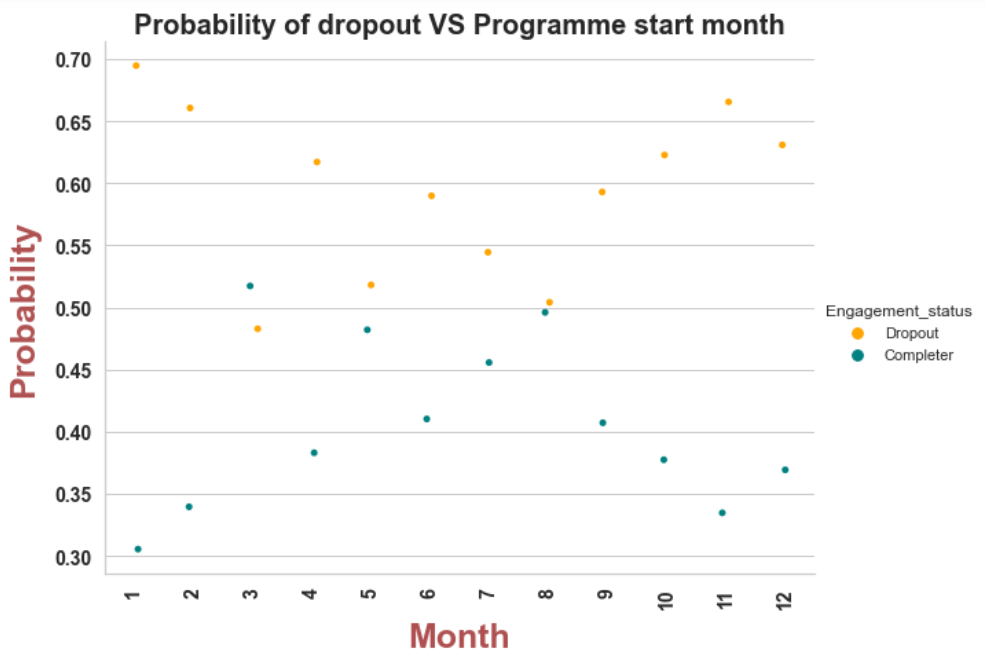 Probability of dropout VS Programme start month
Probability
0.70
0.65
0.60
0.55
0.50
0.45
0.40
0.35
0.30
1 2 3 4 5 6 7 8 9 10 11 12
Month
Engagement_status
Dropout
Completer